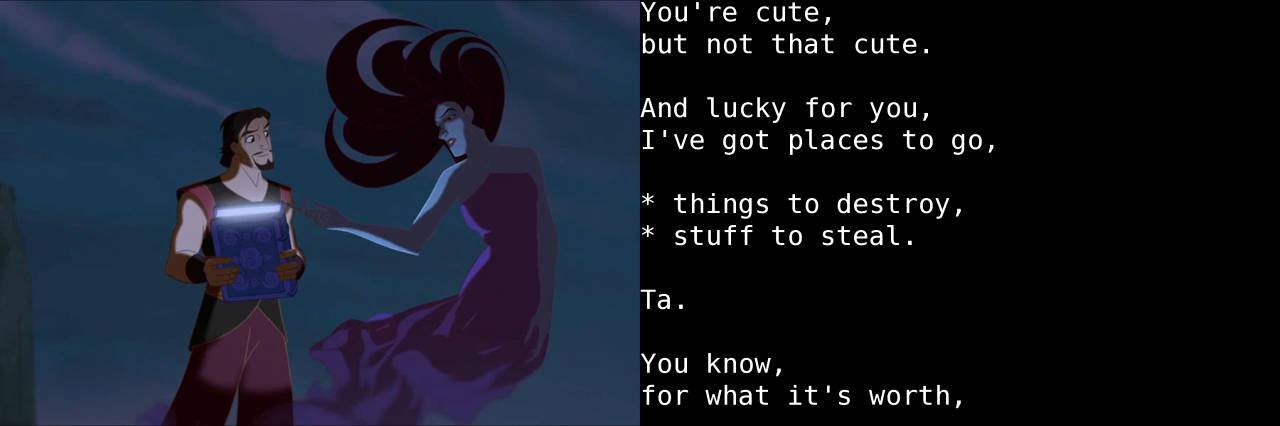 You're cute,
but not that cute.
And lucky for you,
I've got places to go,
* things to destroy,
* stuff to steal.
Ta.
You know,
for what it's worth,